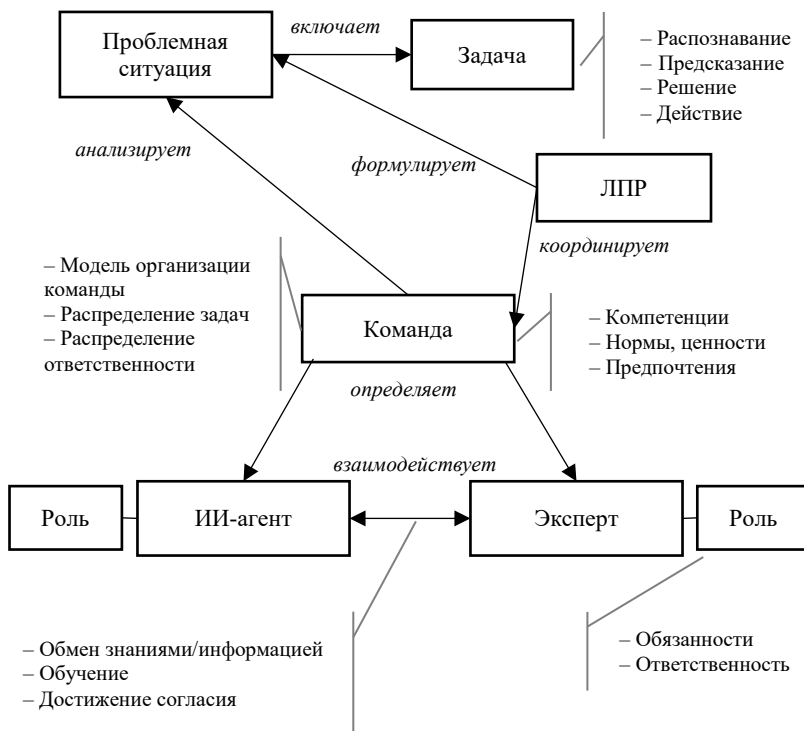 включает
Проблемная
ситуация
Задача
– Распознавание
– Предсказание
– Решение
– Действие
анализирует
формулирует
ЛПР
координирует
– Модель организации
команды
– Распределение задач
– Распределение
ответственности
Команда
– Компетенции
– Нормы, ценности
– Предпочтения
определяет
взаимодействует
Роль
ИИ-агент
Эксперт
Роль
– Обмен знаниями/информацией
– Обучение
– Достижение согласия
– Обязанности
– Ответственность